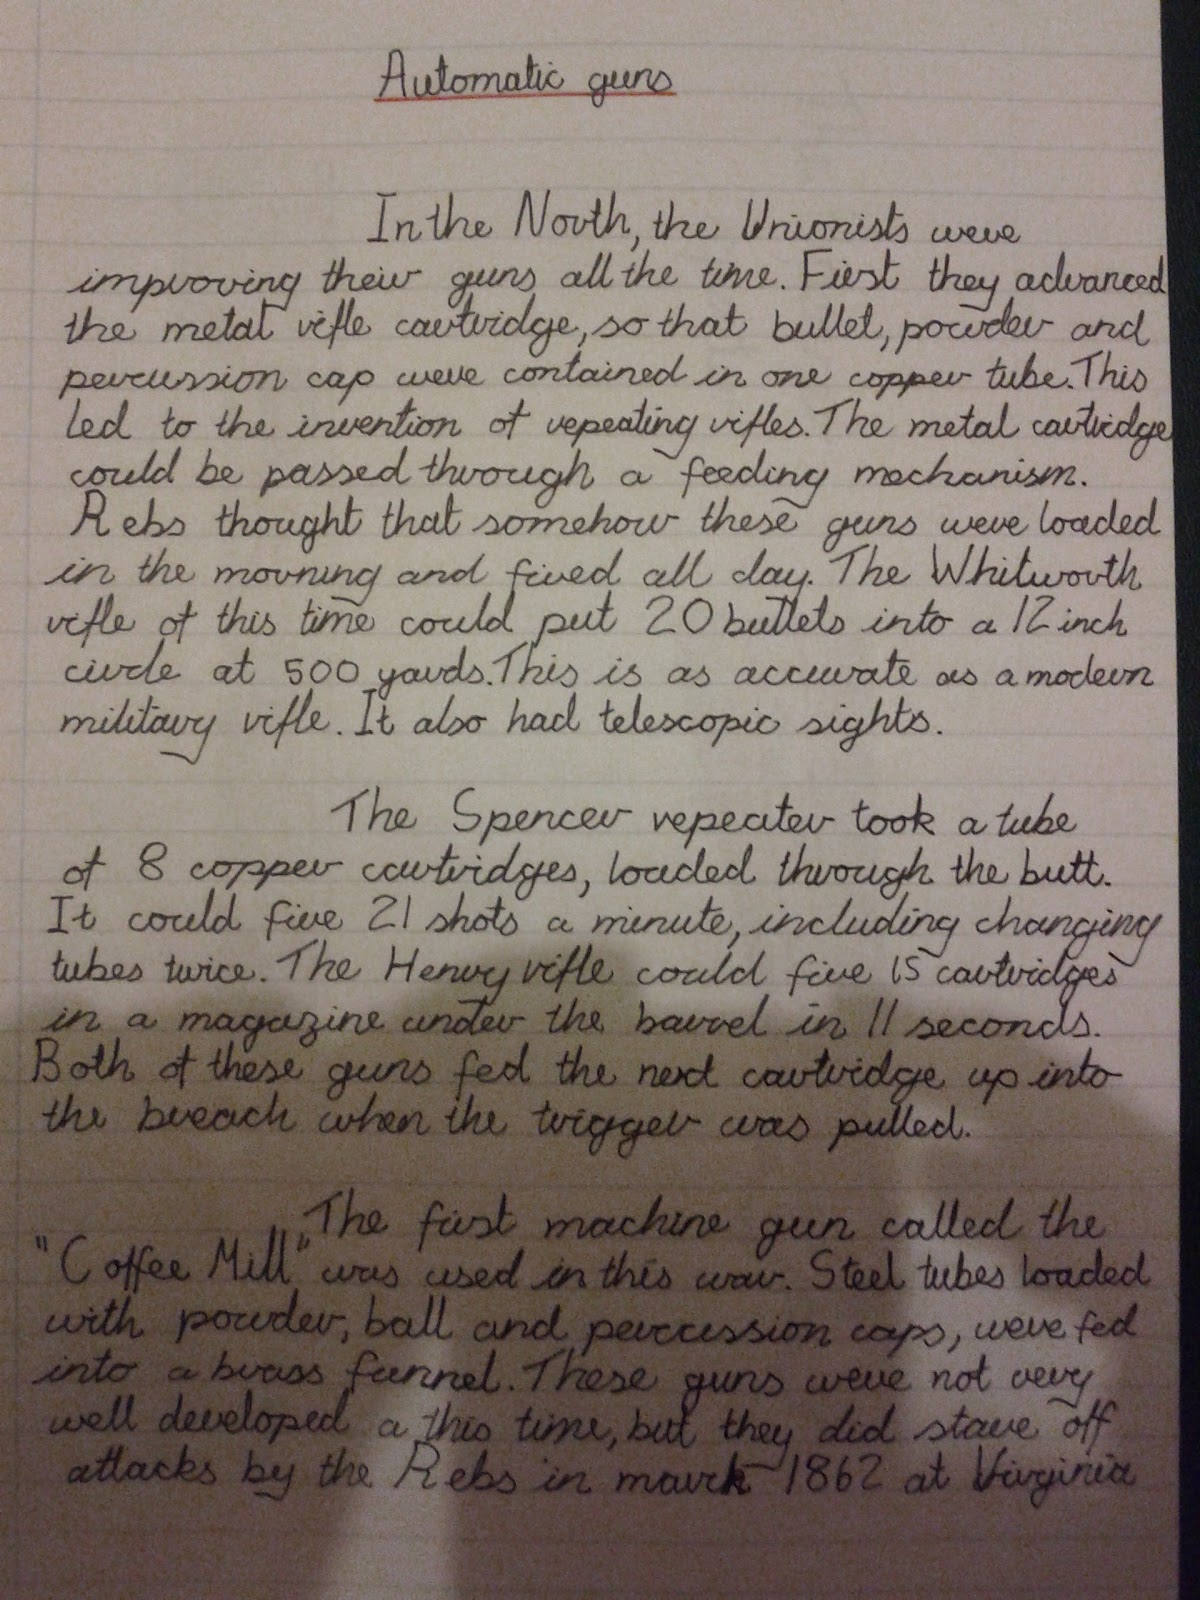 Automatic guns
In the North, the Unionists were
improving their guns all the time. First they advanced
the metal rifle cartridge, so that bullet, powder and
percussion cap were contained in one copper tube. This
led to the invention of repeating rifles. The metal cartridge
could be passed through a feeding mechanism.
Rebs thought that somehow these guns were loaded
in the morning and fired all day. The Whitworth
rifle of this time could put 20 bullets into a 12 inch
circle at 500 yards. This is as accurate as a modern
military rifle. It also had telescopic sights.
The Spencer repeater took a tube
of 8 copper cartridges, loaded through the butt.
It could fire 21 shots a minute, including changing
tubes twice. The Henry rifle could fire 15 cartridges
in a magazine under the barrel in 11 seconds.
Both of these guns fed the next cartridge up into
the breach when the trigger was pulled.
The first machine gun called the
"Coffee Mill" was used in this war. Steel tubes loaded
with powder, ball and percussion caps, were fed
into a brass funnel. These guns were not very
well developed a this time, but they did stave off
attacks by the Rebs in march 1862 at Virginia